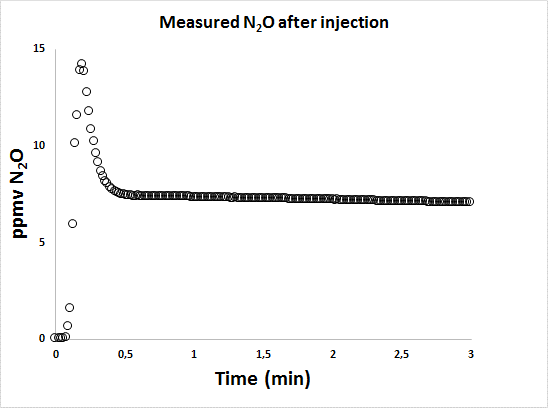 Measured N₂O after injection
15
10
5
0
ppmv N₂O
0 0,5 1 1,5 2 2,5 3
Time (min)